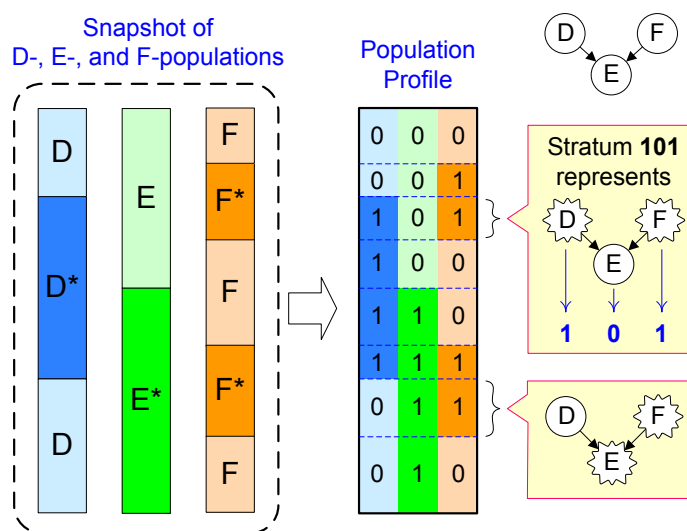 Snapshot of
D-, E-, and F-populations
D
D*
D
E
E*
F
F*
F
F*
F
Population
Profile
0 0 0
0 0 1
1 0 1
1 0 0
1 1 0
1 1 1
0 1 1
0 1 0
D F
E
Stratum 101
represents
D F
E
1 0 1
D F
E